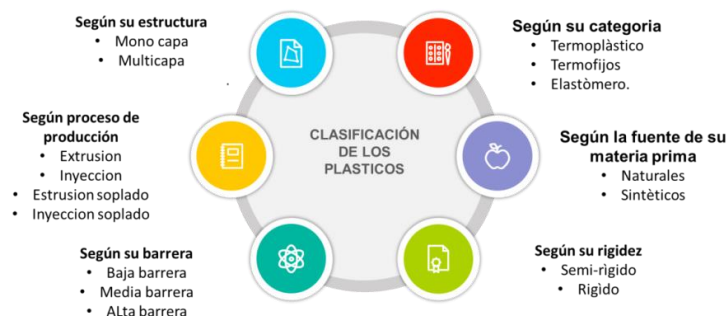 Según su estructura
• Mono capa
• Multicapa
Según su categoria
• Termoplàstico
• Termofijos
• Elastòmero.
Según proceso de
producción
• Extrusion
• Inyeccion
• Estrusion soplado
• Inyeccion soplado
CLASIFICACIÓN
DE LOS
PLASTICOS
Según la fuente de su
materia prima
• Naturales
• Sintèticos
Según su barrera
• Baja barrera
• Media barrera
• ALta barrera
Según su rigidez
• Semi-rìgido
• Rigìdo